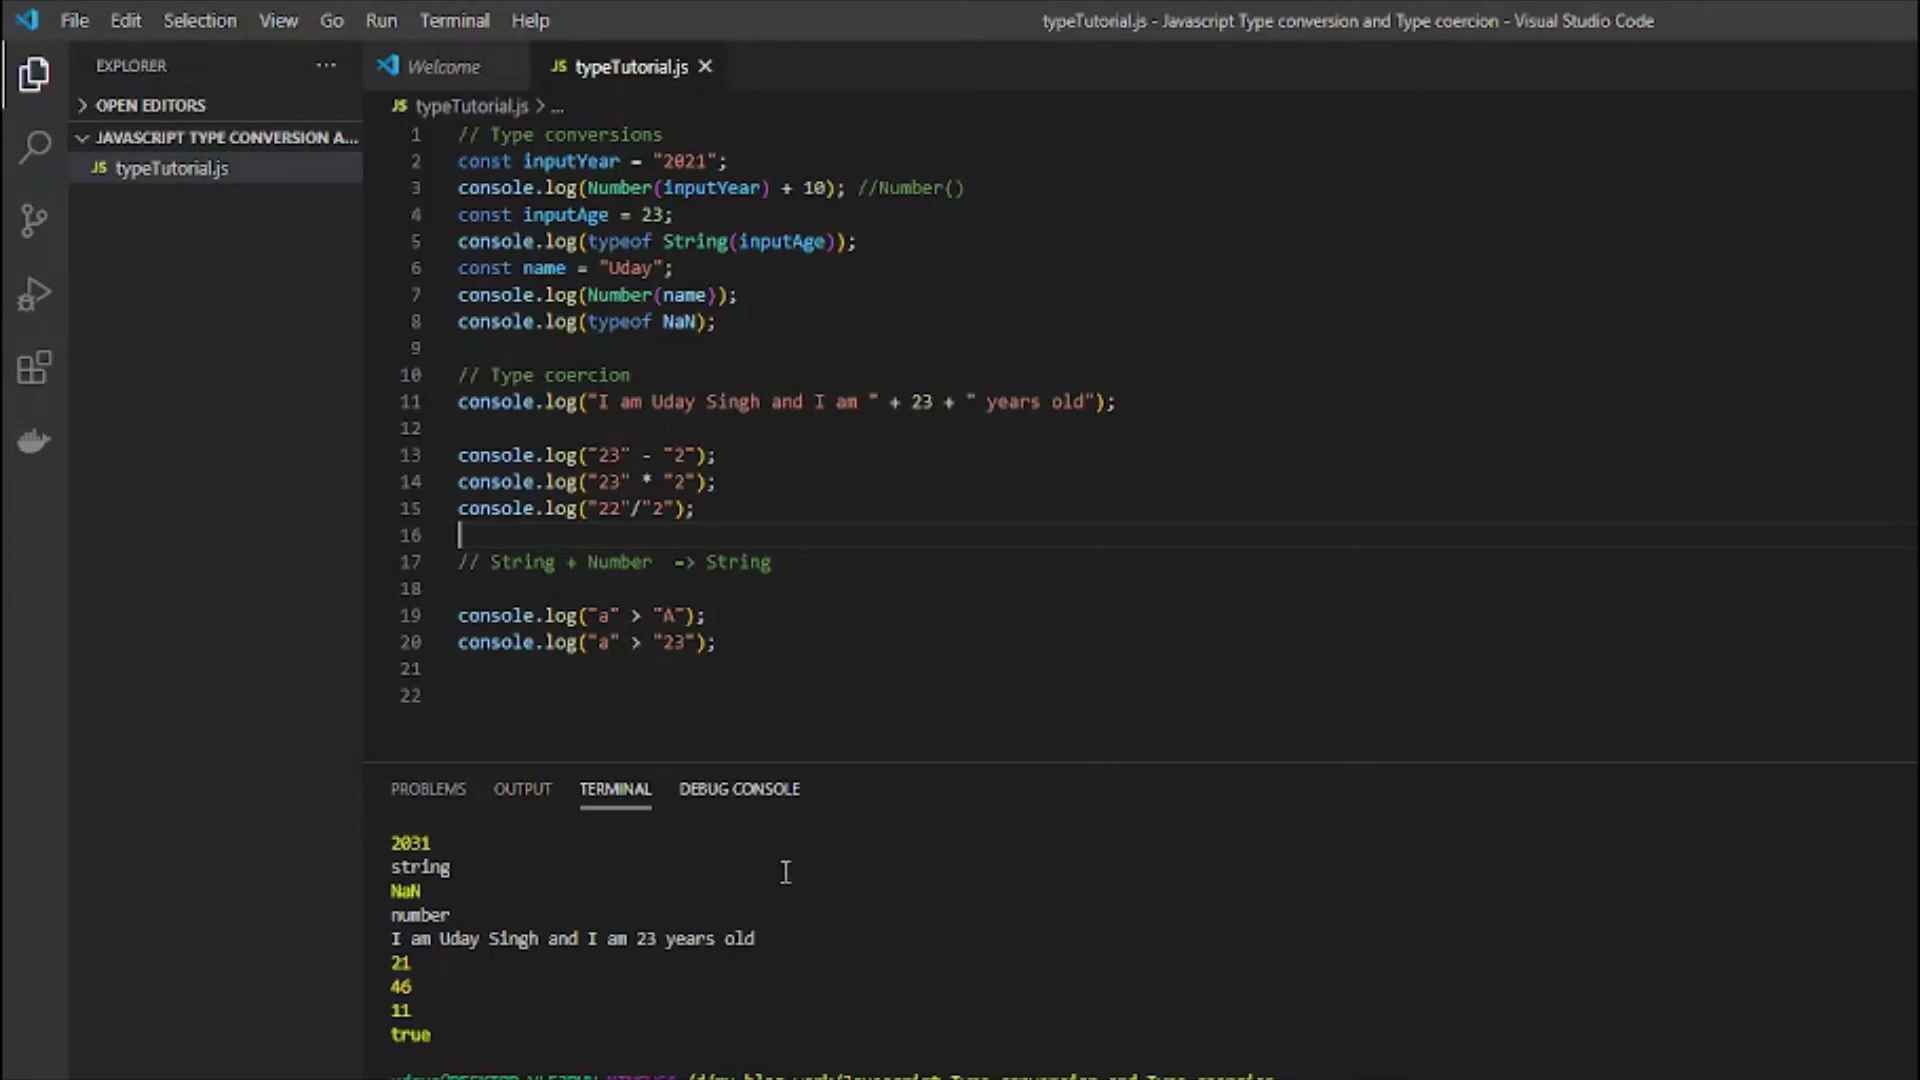 File Edit Selection View Go Run Terminal Help
typeTutorial.js - Javascript Type conversion and Type coercion - Visual Studio Code
EXPLORER ...
OPEN EDITORS
JAVASCRIPT TYPE CONVERSION A...
JS typeTutorial.js
Welcome
JS typeTutorial.js
JS typeTutorial.js > ...
1 // Type conversions
2 const inputYear = "2021";
3 console.log(Number(inputYear) + 10); //Number()
4 const inputAge = 23;
5 console.log(typeof String(inputAge));
6 const name = "Uday";
7 console.log(Number(name));
8 console.log(typeof NaN);
9
10 // Type coercion
11 console.log("I am Uday Singh and I am " + 23 + " years old");
12
13 console.log("23" - "2");
14 console.log("23" * "2");
15 console.log("22"/"2");
16
17 // String + Number -> String
18
19 console.log("a" > "A");
20 console.log("a" > "23");
21
22
PROBLEMS OUTPUT TERMINAL DEBUG CONSOLE
2031
string
NaN
number
I am Uday Singh and I am 23 years old
21
46
11
true